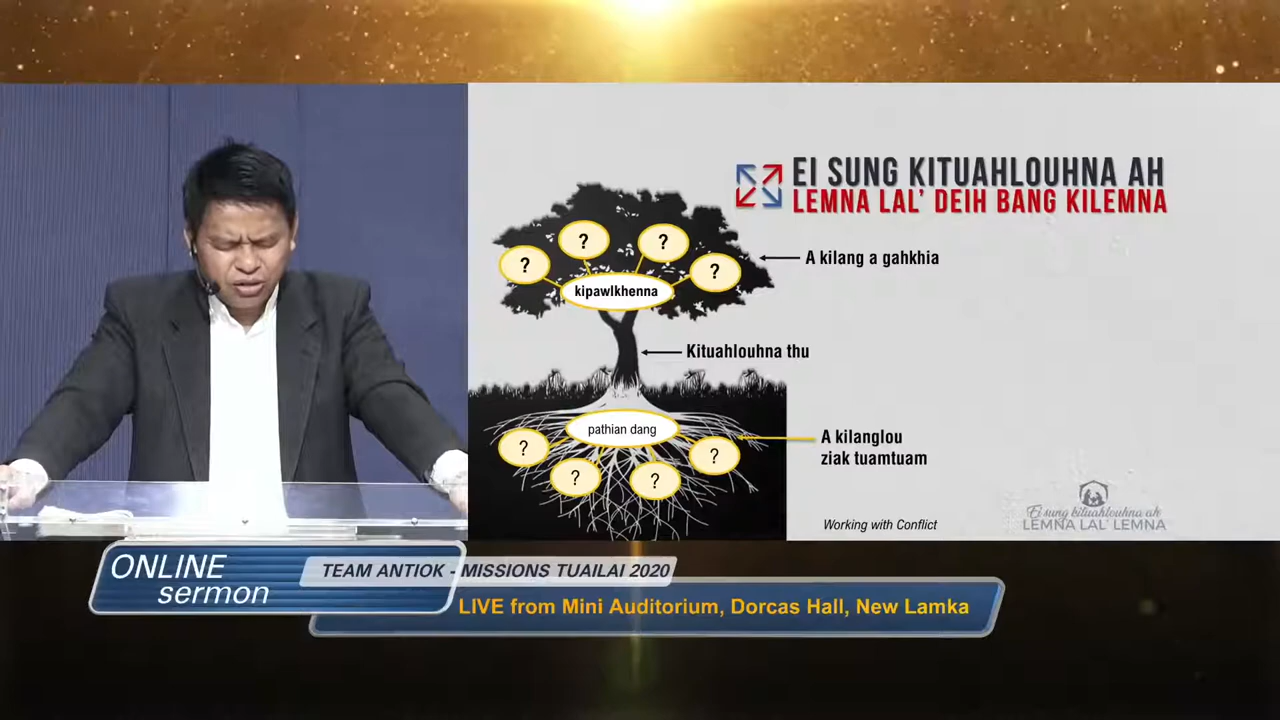 EI SUNG KITUAHLOUHNA AH
LEMNA LAL' DEIH BANG KILEMNA
? ? ? ?
kipawlkhenna
A kilang a gahkhia
Kituahlouhna thu
pathian dang
? ? ? ?
A kilanglou
ziak tuamtuam
Working with Conflict
Ei sung kituahlouhna ah
LEMNA LAL' LEMNA
ONLINE
sermon
TEAM ANTIOK - MISSIONS TUAILAI 2020
LIVE from Mini Auditorium, Dorcas Hall, New Lamka